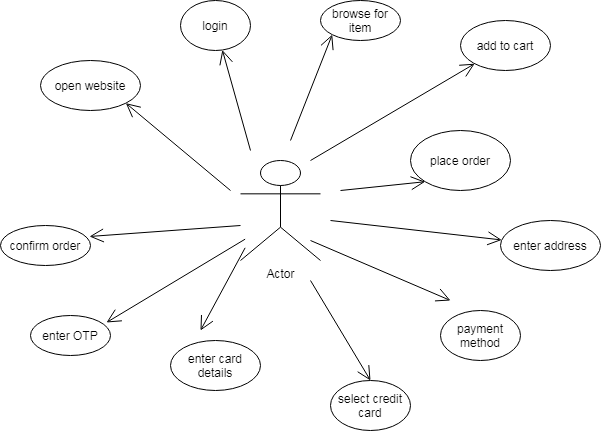 login
browse for
item
add to cart
open website
place order
confirm order
enter address
Actor
enter OTP
payment
method
enter card
details
select credit
card